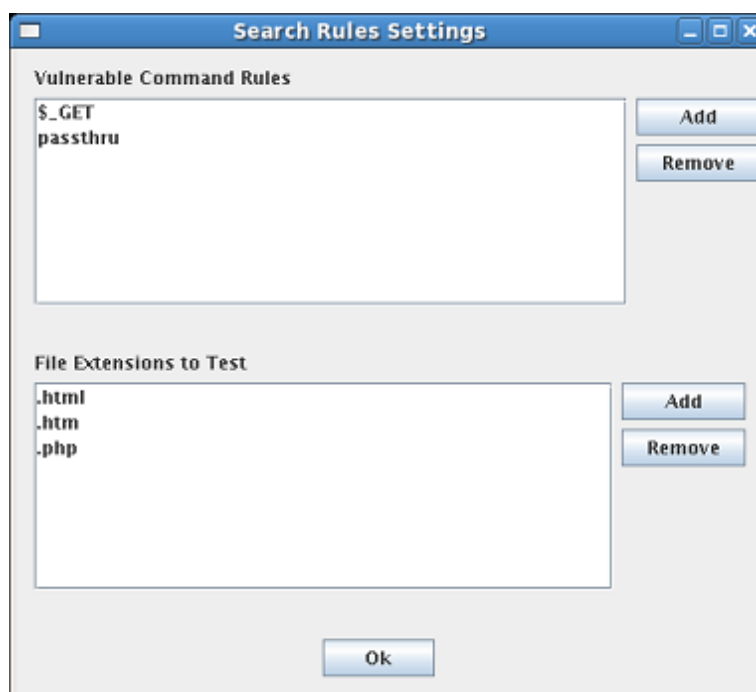 Search Rules Settings
Vulnerable Command Rules
$_GET
passthru
Add
Remove
File Extensions to Test
.html
.htm
.php
Add
Remove
Ok